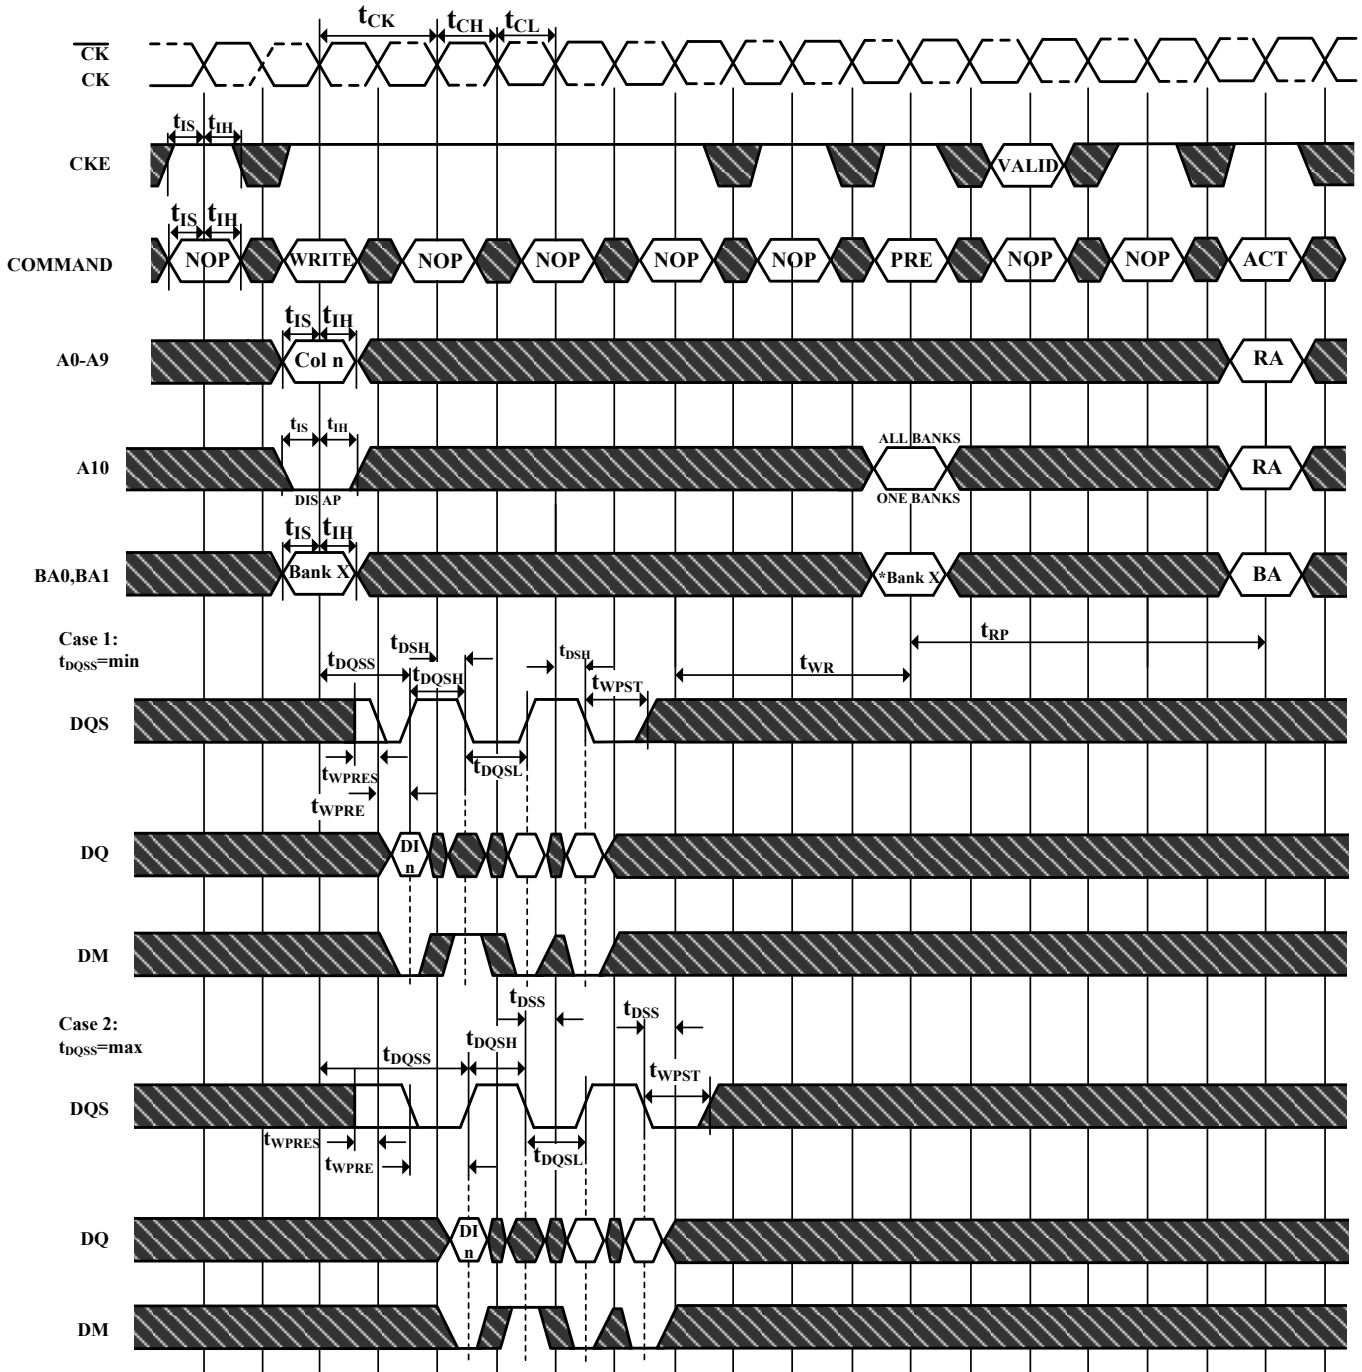 tCK tCH tCL
CK
CK
tIS tIH
CKE VALID
tIS tIH
COMMAND NOP WRITE NOP NOP NOP NOP PRE NOP NOP ACT
tIS tIH
A0-A9 Col n RA
tIS tIH
ALL BANKS
A10 RA
DIS AP ONE BANKS
tIS tIH
BA0,BA1 Bank X *Bank X BA
Case 1:
tDQSS=min
tDSH tDSH tRP
tDQSS tDQSH tWR
tWPST
DQS
tWPRES tDQSL
tWPRE
DQ DI n
DM
tDSS tDSS
Case 2:
tDQSS=max
tDQSS tDQSH
tWPST
DQS
tWPRES tDQSL
tWPRE
DQ DI n
DM